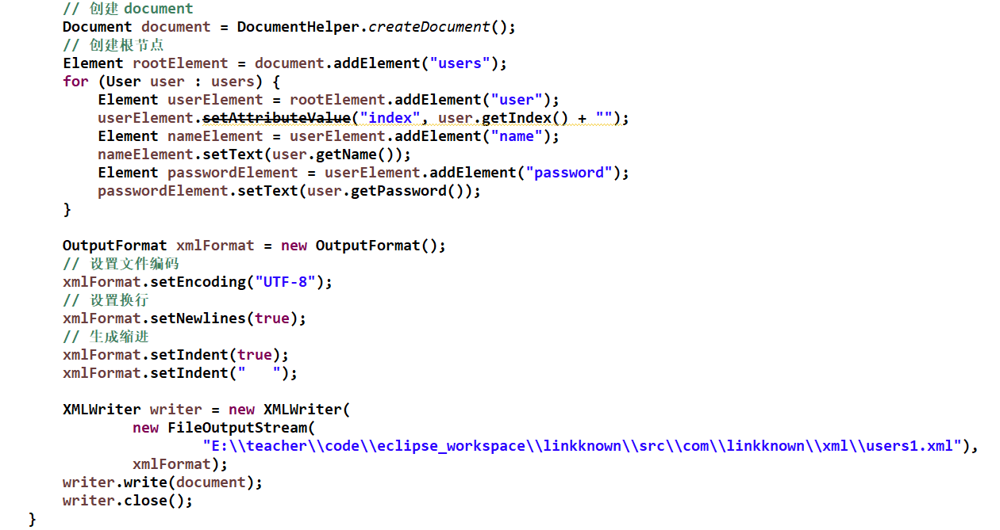 // 创建 document
Document document = DocumentHelper.createDocument();
// 创建根节点
Element rootElement = document.addElement("users");
for (User user : users) {
    Element userElement = rootElement.addElement("user");
    userElement.setAttributeValue("index", user.getIndex() + "");
    Element nameElement = userElement.addElement("name");
    nameElement.setText(user.getName());
    Element passwordElement = userElement.addElement("password");
    passwordElement.setText(user.getPassword());
}
OutputFormat xmlFormat = new OutputFormat();
// 设置文件编码
xmlFormat.setEncoding("UTF-8");
// 设置换行
xmlFormat.setNewlines(true);
// 生成缩进
xmlFormat.setIndent(true);
xmlFormat.setIndent("   ");
XMLWriter writer = new XMLWriter(
        new FileOutputStream(
                "E:\\teacher\\code\\eclipse_workspace\\linkknown\\src\\com\\linkknown\\xml\\users1.xml"),
        xmlFormat);
writer.write(document);
writer.close();
}